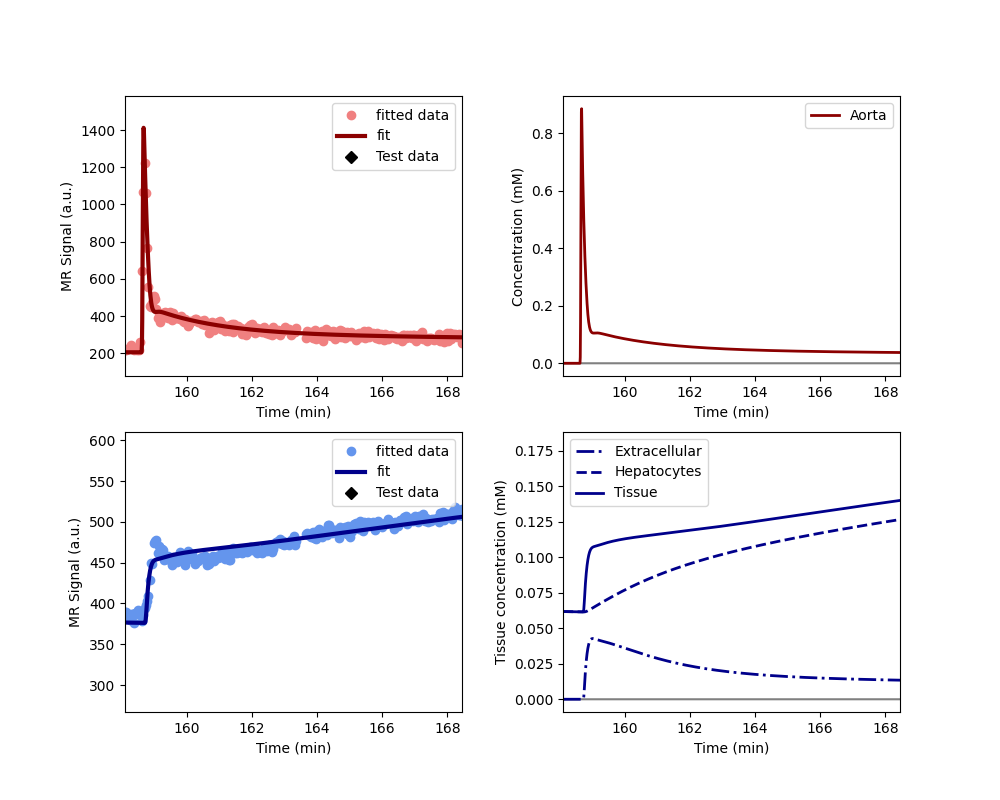 fitted data
fit
Test data
MR Signal (a.u.)
1400
1200
1000
800
600
400
200
160 162 164 166 168
Time (min)
Aorta
Concentration (mM)
0.8
0.6
0.4
0.2
0.0
160 162 164 166 168
Time (min)
fitted data
fit
Test data
MR Signal (a.u.)
600
550
500
450
400
350
300
160 162 164 166 168
Time (min)
Extracellular
Hepatocytes
Tissue
Tissue concentration (mM)
0.175
0.150
0.125
0.100
0.075
0.050
0.025
0.000
160 162 164 166 168
Time (min)